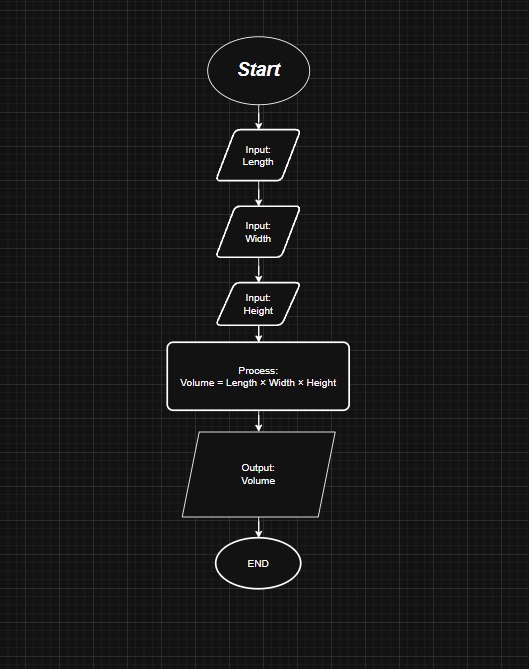 Start
Input:
Length
Input:
Width
Input:
Height
Process:
Volume = Length × Width × Height
Output:
Volume
END